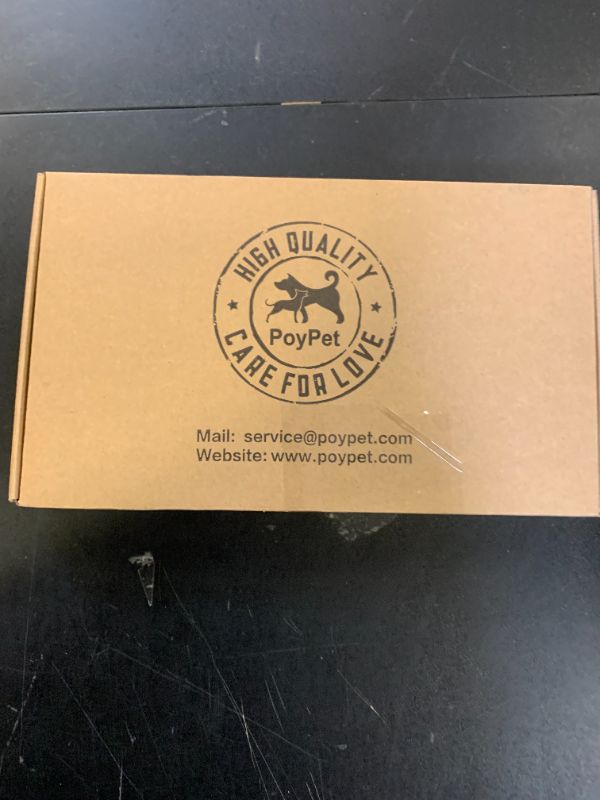 HIGH QUALITY
PoyPet
CARE FOR LOVE
Mail: service@poypet.com
Website: www.poypet.com